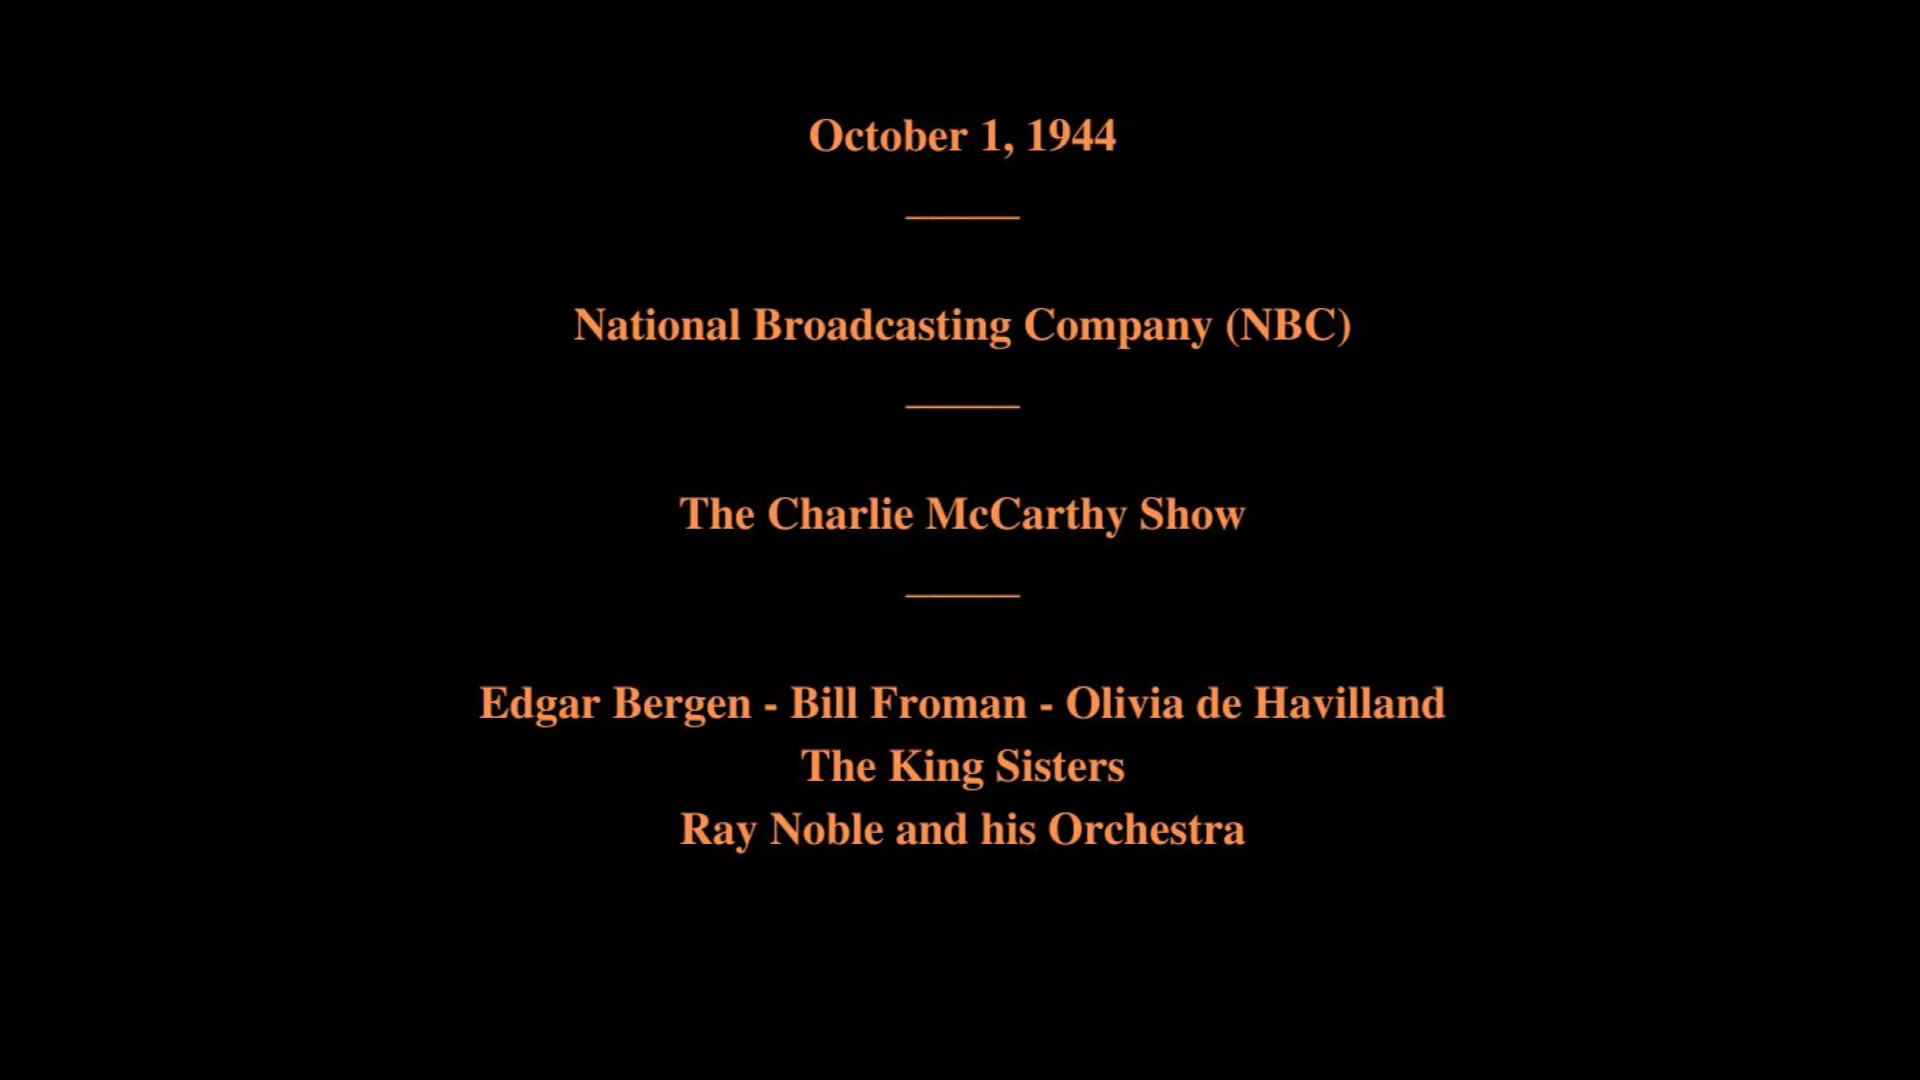 October 1, 1944
National Broadcasting Company (NBC)
The Charlie McCarthy Show
Edgar Bergen - Bill Froman - Olivia de Havilland
The King Sisters
Ray Noble and his Orchestra